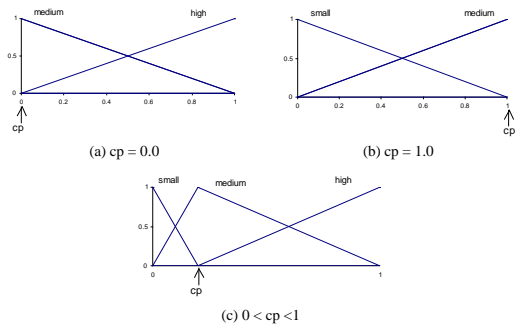 medium high
1
0.5
0
0 0.2 0.4 0.6 0.8 1
cp
(a) cp = 0.0
small medium
1
0.5
0
0 0.2 0.4 0.6 0.8 1
cp
(b) cp = 1.0
small medium high
1
0.5
0
0 1
cp
(c) 0 < cp <1